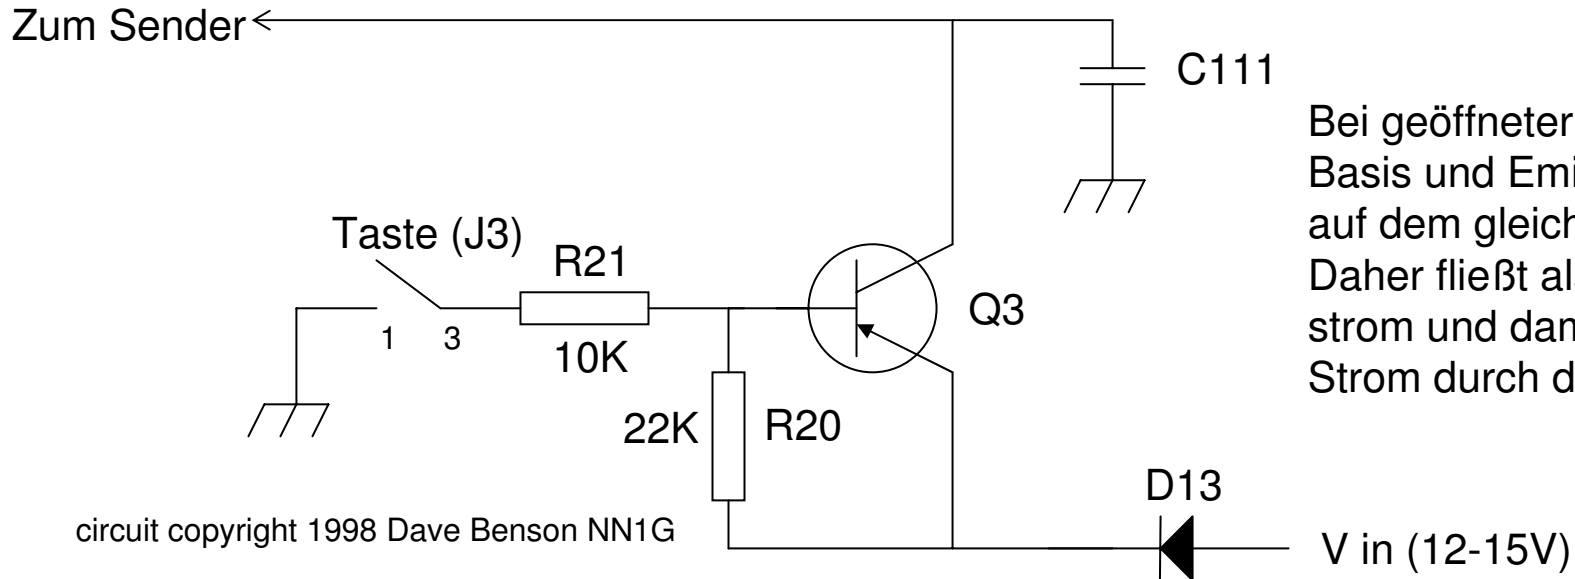 Zum Sender
C111
Bei geöffneter
Basis und Emi
auf dem gleich
Daher fließt al
strom und dan
Strom durch d
Taste (J3)
R21
1 3
10K
Q3
22K
R20
D13
circuit copyright 1998 Dave Benson NN1G
V in (12-15V)